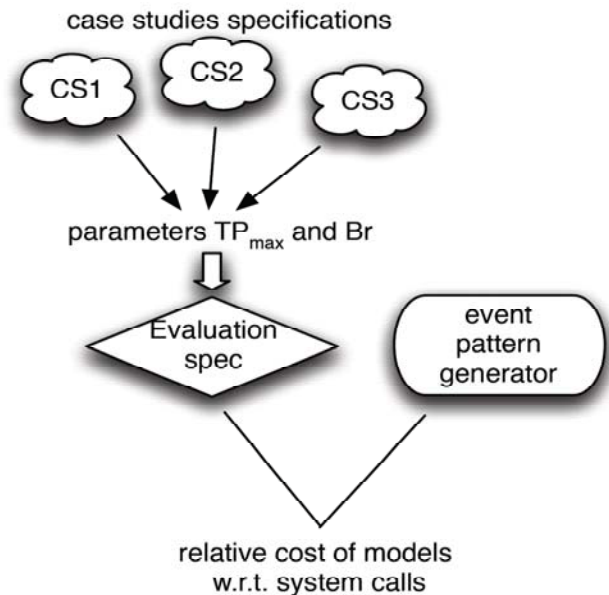 case studies specifications
CS1
CS2
CS3
parameters TP_max and Br
Evaluation
spec
event
pattern
generator
relative cost of models
w.r.t. system calls